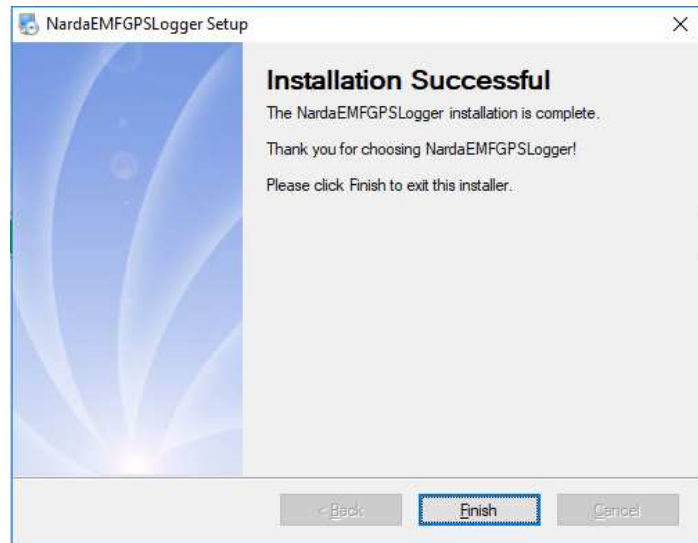 NardaEMFGPSLogger Setup
Installation Successful
The NardaEMFGPSLogger installation is complete.
Thank you for choosing NardaEMFGPSLogger!
Please click Finish to exit this installer.
< Back
Finish
Cancel